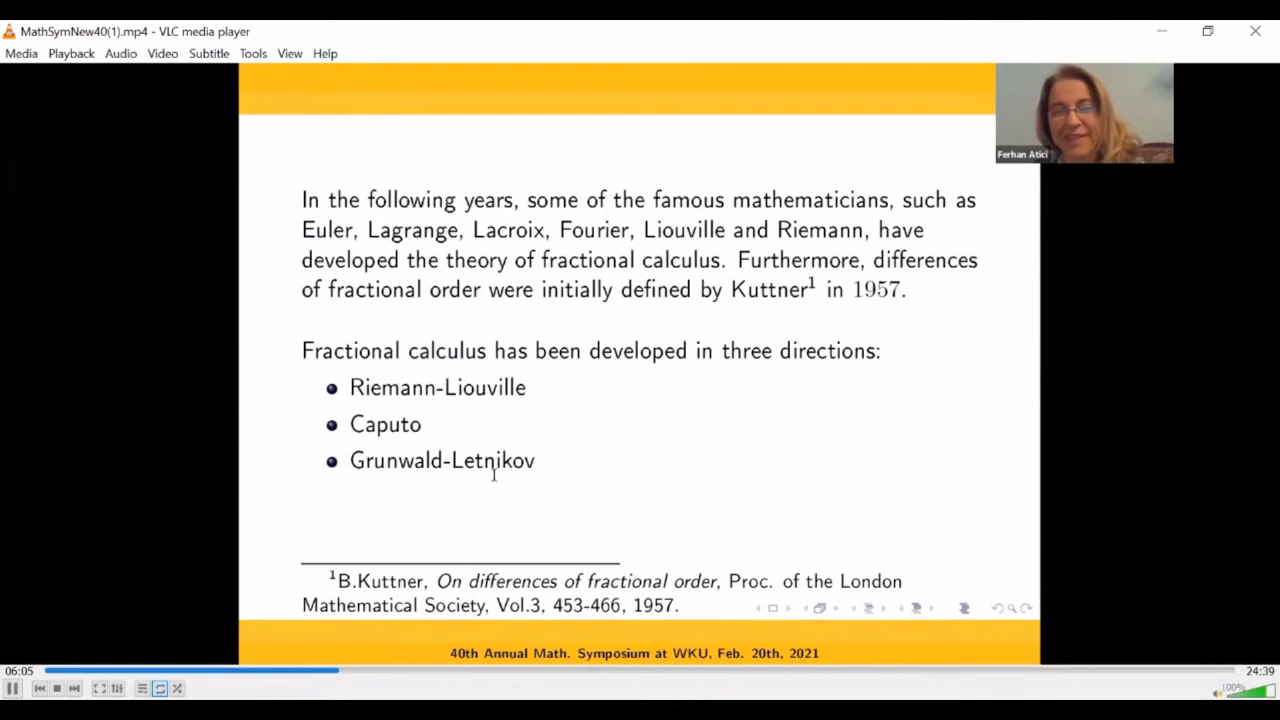 MathSymNew40(1).mp4 - VLC media player
Media Playback Audio Video Subtitle Tools View Help
Ferhan Atici
In the following years, some of the famous mathematicians, such as
Euler, Lagrange, Lacroix, Fourier, Liouville and Riemann, have
developed the theory of fractional calculus. Furthermore, differences
of fractional order were initially defined by Kuttner¹ in 1957.
Fractional calculus has been developed in three directions:
Riemann-Liouville
Caputo
Grunwald-Letnikov
¹B.Kuttner, On differences of fractional order, Proc. of the London
Mathematical Society, Vol.3, 453-466, 1957.
40th Annual Math. Symposium at WKU, Feb. 20th, 2021
06:05
24:39
100%